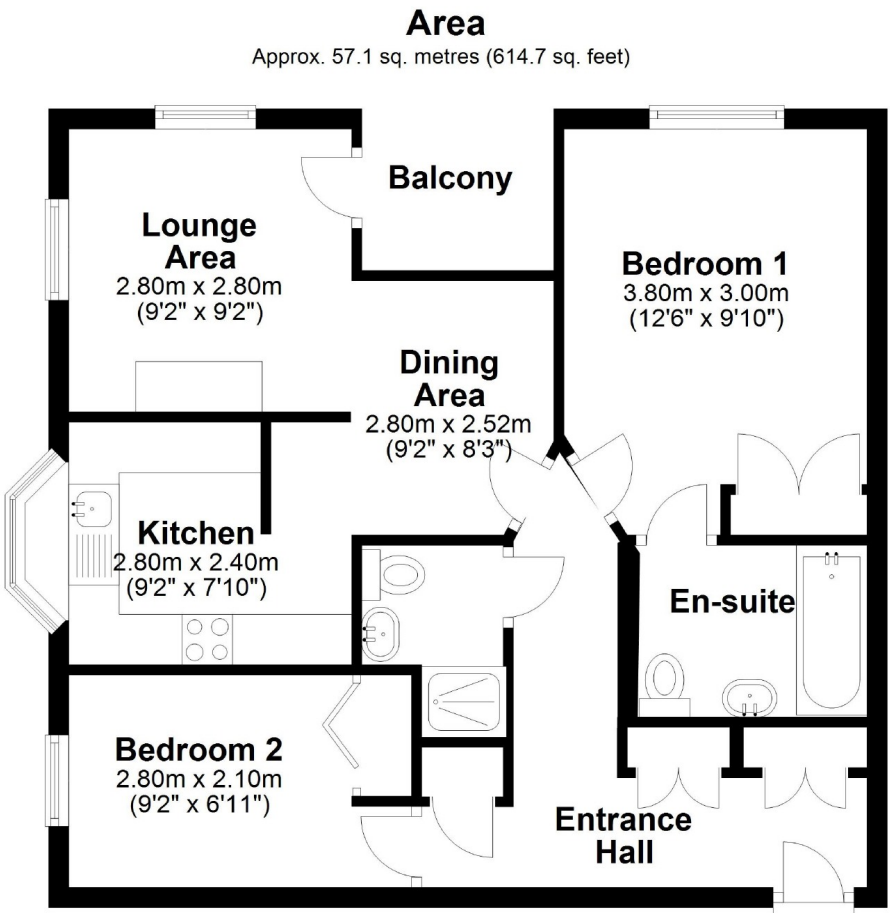 Area
Approx. 57.1 sq. metres (614.7 sq. feet)
Balcony
Lounge
Area
2.80m x 2.80m
(9'2" x 9'2")
Bedroom 1
3.80m x 3.00m
(12'6" x 9'10")
Dining
Area
2.80m x 2.52m
(9'2" x 8'3")
Kitchen
2.80m x 2.40m
(9'2" x 7'10")
En-suite
Bedroom 2
2.80m x 2.10m
(9'2" x 6'11")
Entrance
Hall